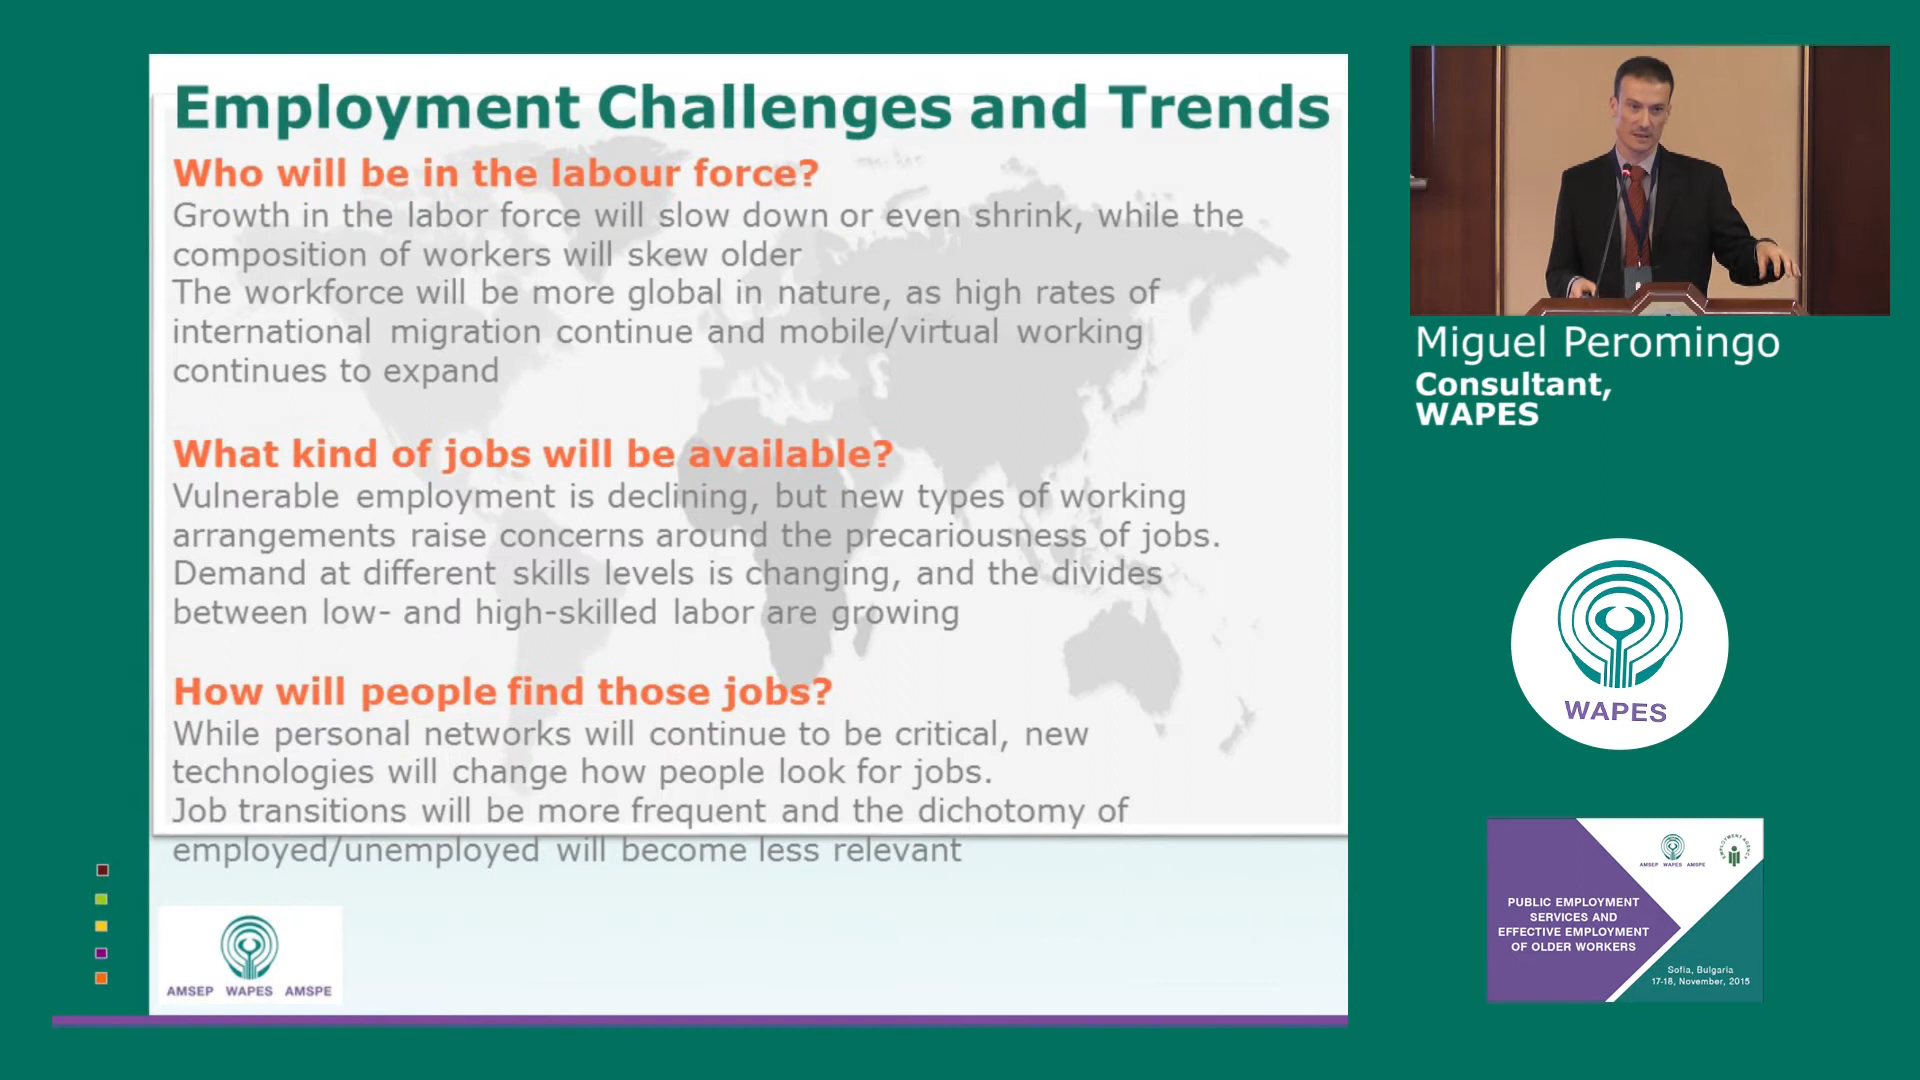 Employment Challenges and Trends
Who will be in the labour force?
Growth in the labor force will slow down or even shrink, while the
composition of workers will skew older
The workforce will be more global in nature, as high rates of
international migration continue and mobile/virtual working
continues to expand
What kind of jobs will be available?
Vulnerable employment is declining, but new types of working
arrangements raise concerns around the precariousness of jobs.
Demand at different skills levels is changing, and the divides
between low- and high-skilled labor are growing
How will people find those jobs?
While personal networks will continue to be critical, new
technologies will change how people look for jobs.
Job transitions will be more frequent and the dichotomy of
employed/unemployed will become less relevant
AMSEP WAPES AMSPE
Miguel Peromingo
Consultant,
WAPES
WAPES
AMSEP WAPES AMSPE
EMPLOYMENT AGENCY
PUBLIC EMPLOYMENT
SERVICES AND
EFFECTIVE EMPLOYMENT
OF OLDER WORKERS
Sofia, Bulgaria
17-18, November, 2015